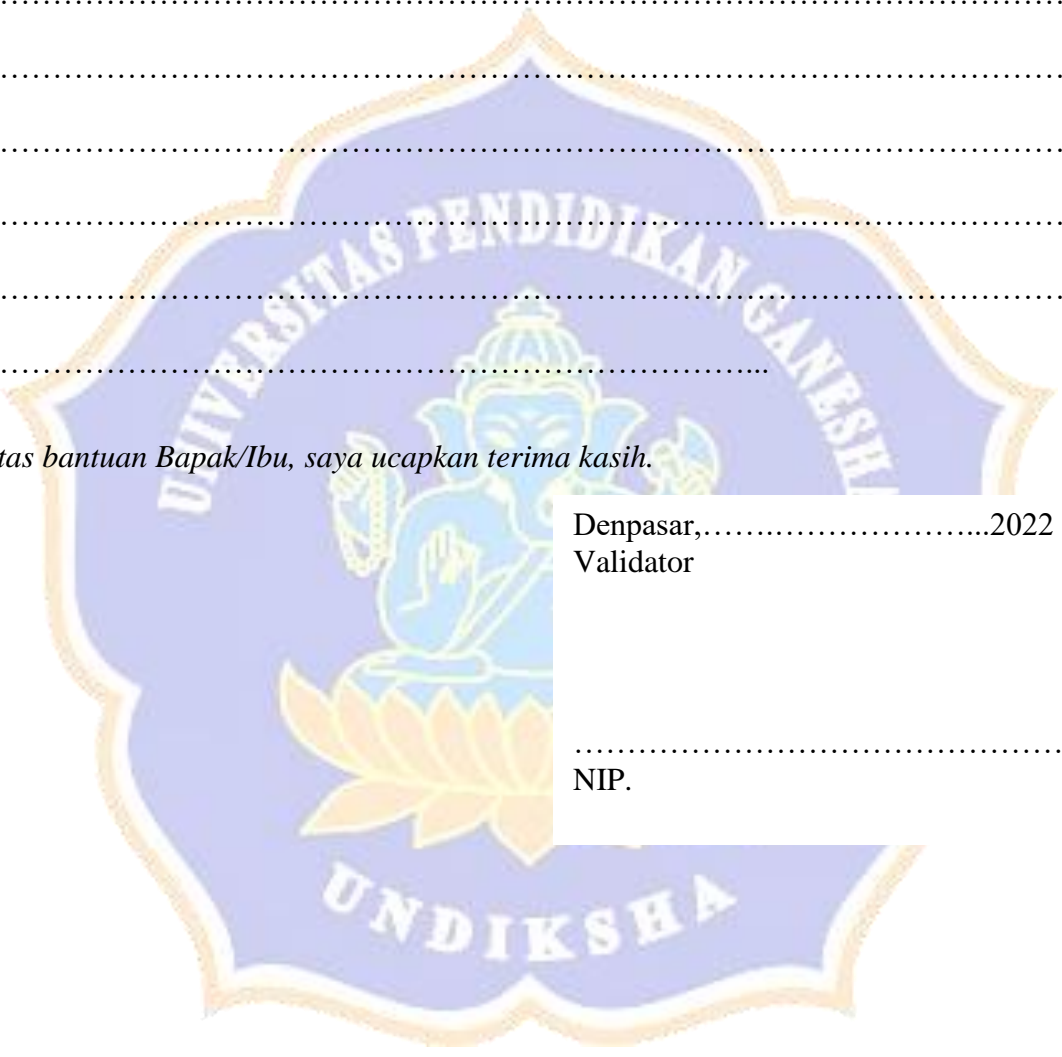 ………………………………………………………………………………
………………………………………………………………………………
………………………………………………………………………………
………………………………………………………………………………
………………………………………………………………………………
………………………………………………………...
tas bantuan Bapak/Ibu, saya ucapkan terima kasih.
Denpasar,…….………………...2022
Validator
……………………………………
NIP.
UNIVERSITAS PENDIDIKAN GANESHA
UNDIKSHA